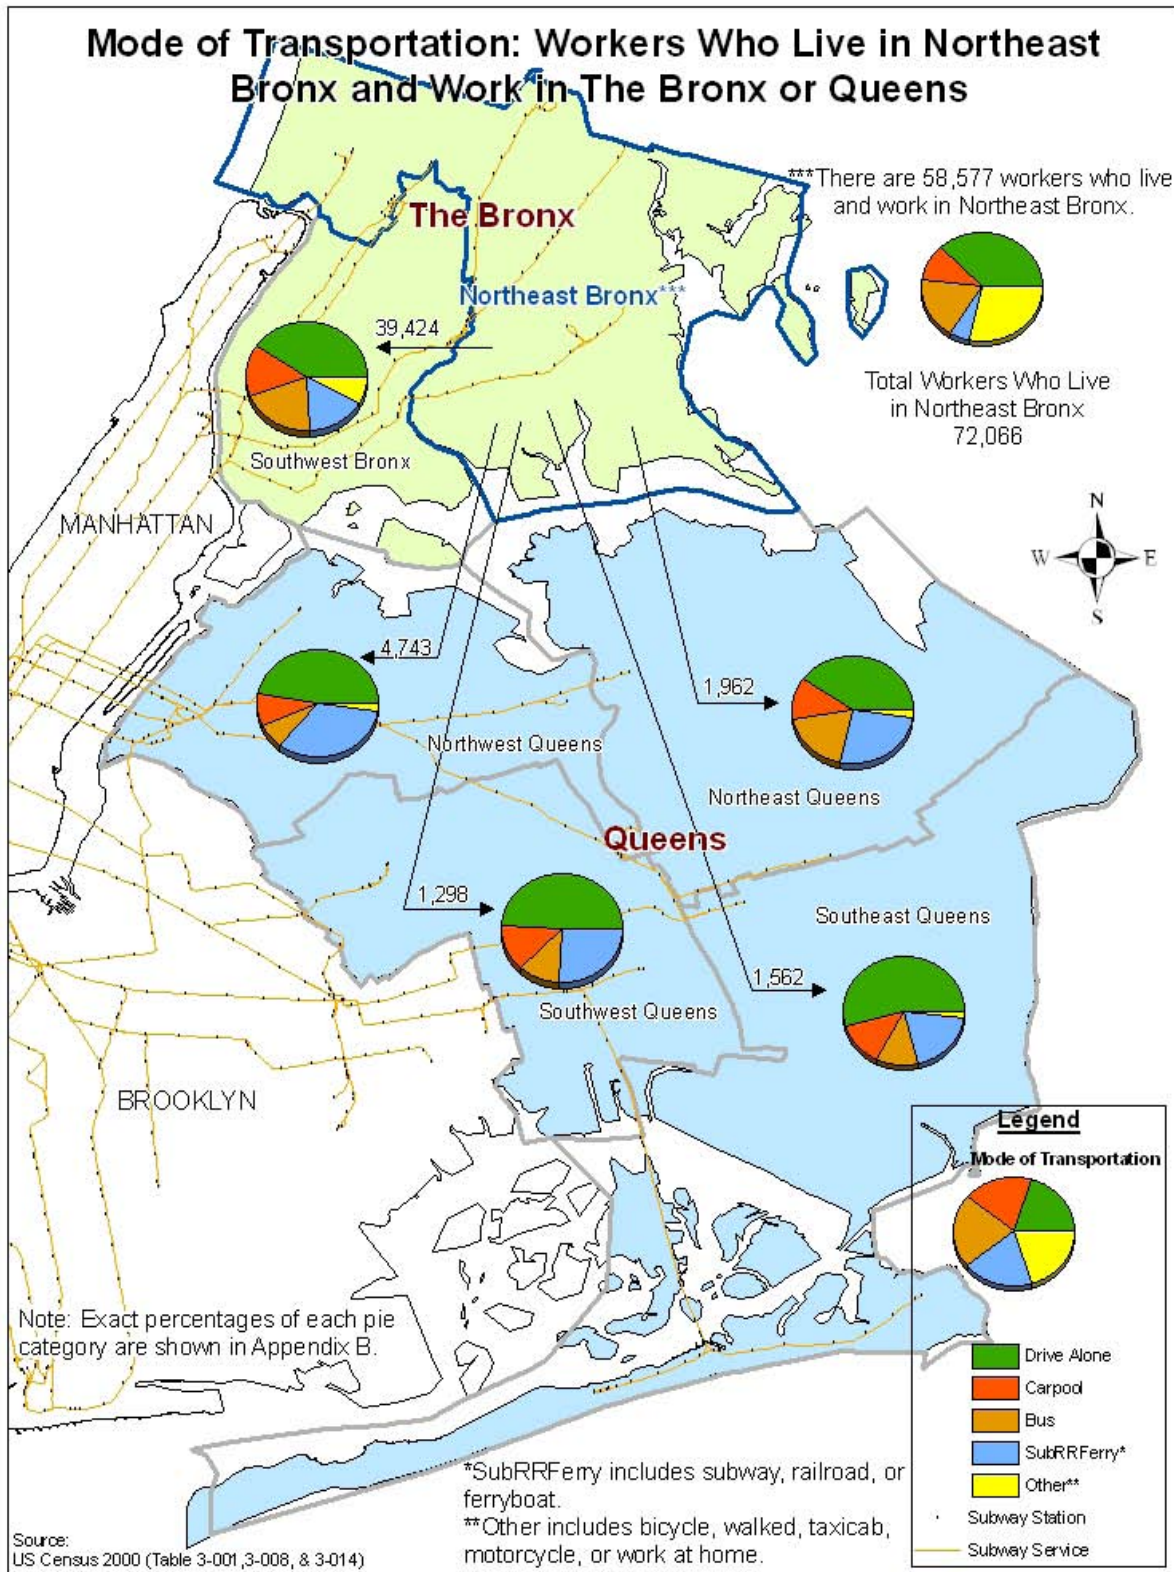 Mode of Transportation: Workers Who Live in Northeast
Bronx and Work in The Bronx or Queens
***There are 58,577 workers who live
and work in Northeast Bronx.
The Bronx
Northeast Bronx***
39,424
Total Workers Who Live
in Northeast Bronx
72,066
Southwest Bronx
MANHATTAN
N
W
E
S
4,743
1,962
Northwest Queens
Northeast Queens
Queens
1,298
Southeast Queens
1,562
Southwest Queens
BROOKLYN
Legend
Mode of Transportation
Note: Exact percentages of each pie
category are shown in Appendix B.
Drive Alone
Carpool
Bus
SubRRFerry*
Other**
Subway Station
Subway Service
*SubRRFerry includes subway, railroad, or
ferryboat.
**Other includes bicycle, walked, taxicab,
motorcycle, or work at home.
Source:
US Census 2000 (Table 3-001,3-008, & 3-014)